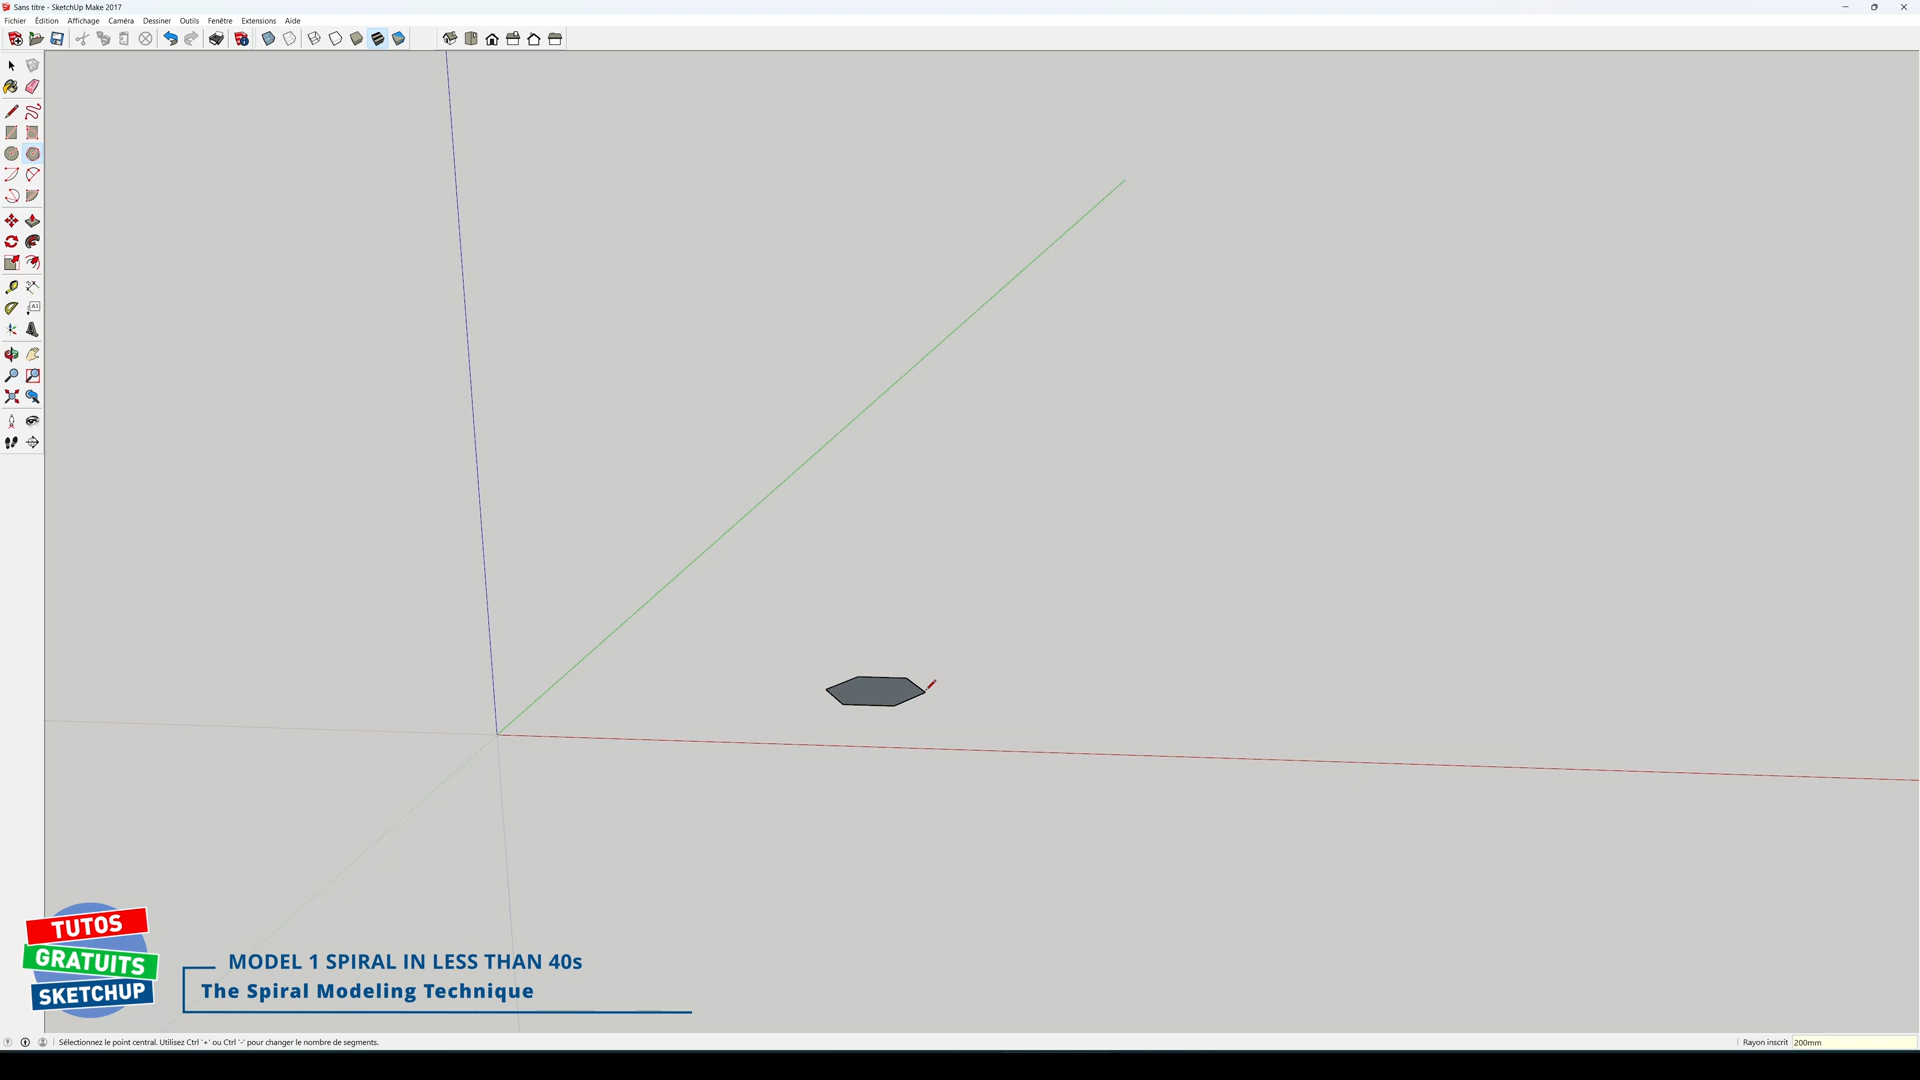 Sans titre - SketchUp Make 2017
Fichier Édition Affichage Caméra Dessiner Outils Fenêtre Extensions Aide
TUTOS
GRATUITS
SKETCHUP
MODEL 1 SPIRAL IN LESS THAN 40s
The Spiral Modeling Technique
Sélectionnez le point central. Utilisez Ctrl '+' ou Ctrl '-' pour changer le nombre de segments.
Rayon inscrit 200mm